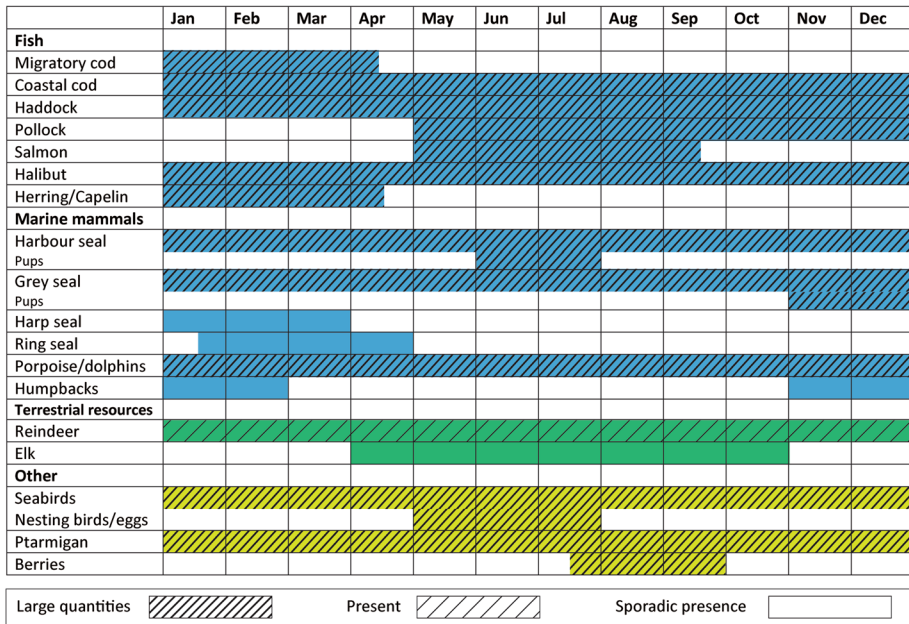 Jan Feb Mar Apr May Jun Jul Aug Sep Oct Nov Dec
Fish
Migratory cod
Coastal cod
Haddock
Pollock
Salmon
Halibut
Herring/Capelin
Marine mammals
Harbour seal
Pups
Grey seal
Pups
Harp seal
Ring seal
Porpoise/dolphins
Humpbacks
Terrestrial resources
Reindeer
Elk
Other
Seabirds
Nesting birds/eggs
Ptarmigan
Berries
Large quantities Present Sporadic presence